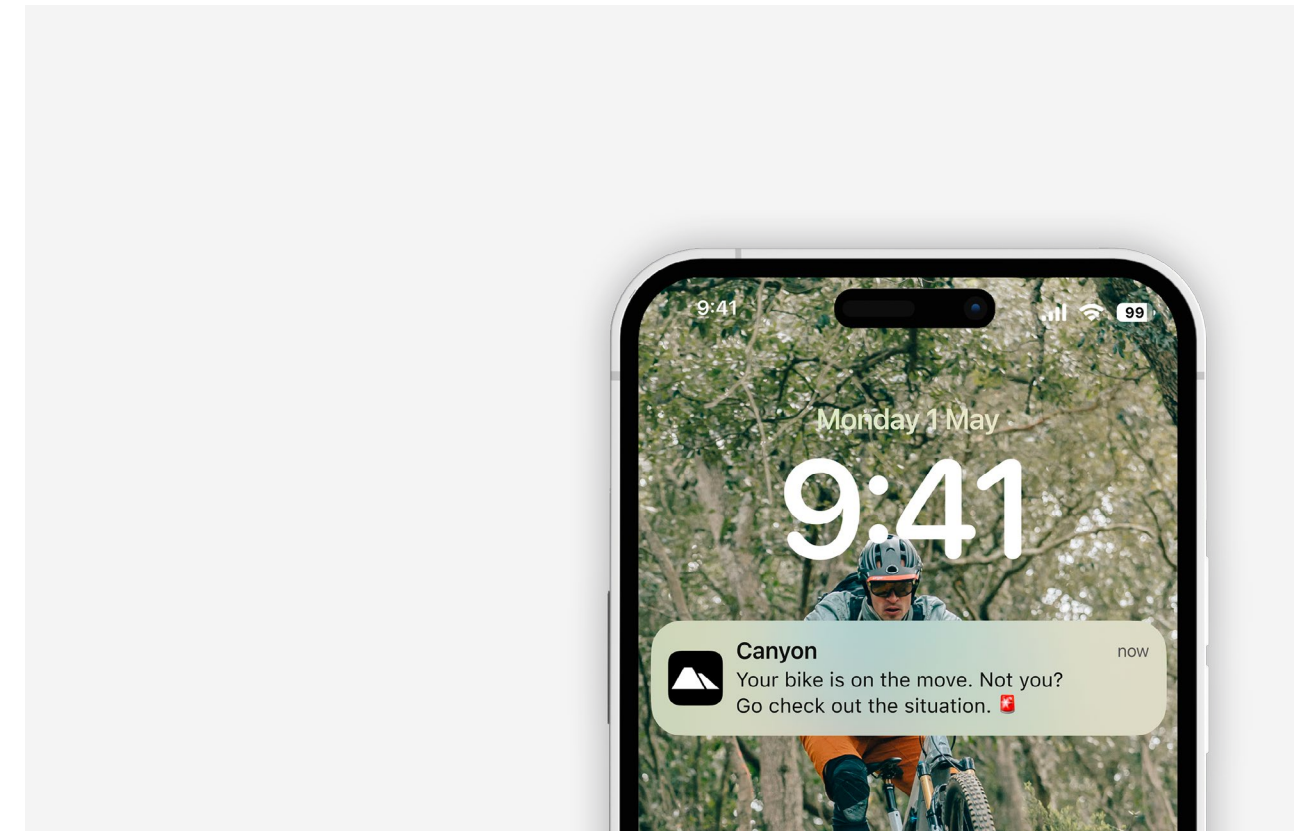 9:41
99
Monday 1 May
9:41
Canyon
now
Your bike is on the move. Not you?
Go check out the situation. 🚨